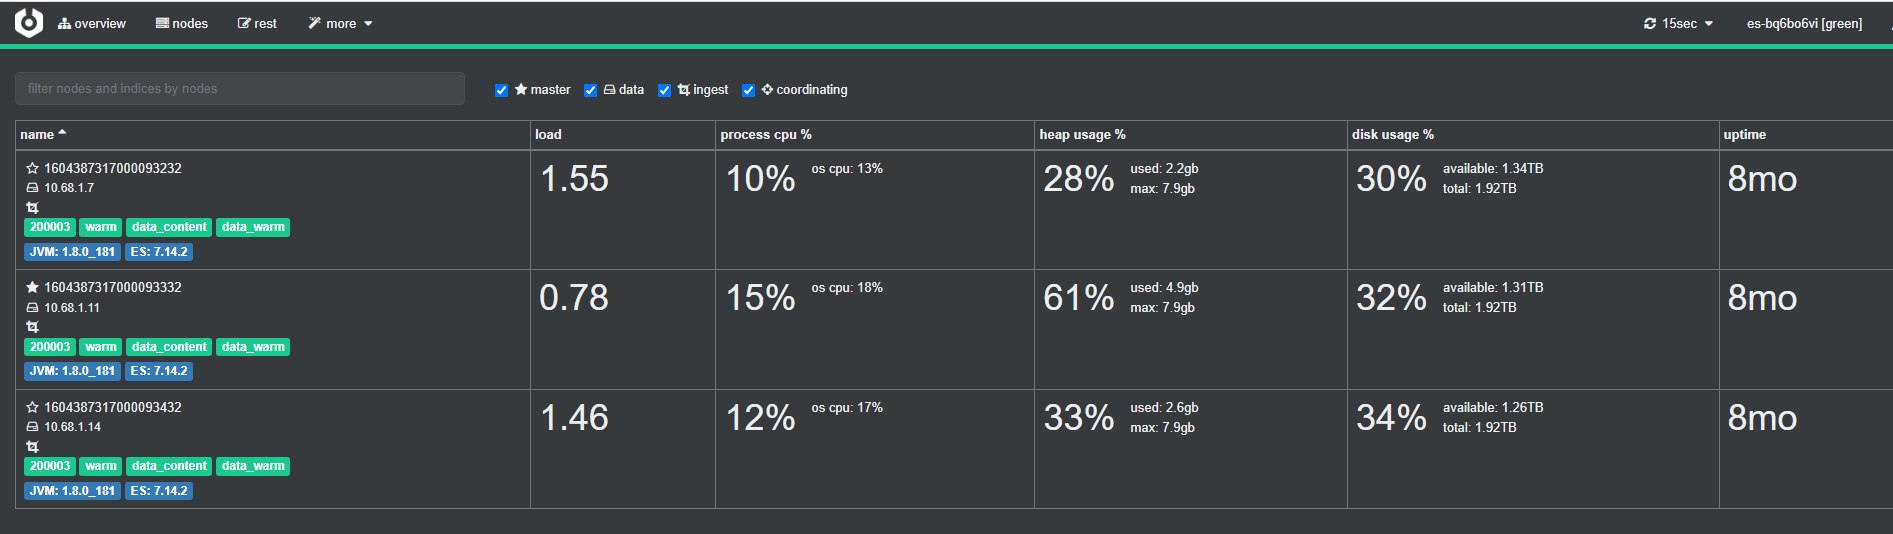 overview nodes rest more 15sec es-bq6bo6vi [green]
filter nodes and indices by nodes master data ingest coordinating
name load process cpu % heap usage % disk usage % uptime
1604387317000093232
10.68.1.7
200003 warm data_content data_warm
JVM: 1.8.0_181 ES: 7.14.2
1.55
10% os cpu: 13%
28% used: 2.2gb
max: 7.9gb
30% available: 1.34TB
total: 1.92TB
8mo
1604387317000093332
10.68.1.11
200003 warm data_content data_warm
JVM: 1.8.0_181 ES: 7.14.2
0.78
15% os cpu: 18%
61% used: 4.9gb
max: 7.9gb
32% available: 1.31TB
total: 1.92TB
8mo
1604387317000093432
10.68.1.14
200003 warm data_content data_warm
JVM: 1.8.0_181 ES: 7.14.2
1.46
12% os cpu: 17%
33% used: 2.6gb
max: 7.9gb
34% available: 1.26TB
total: 1.92TB
8mo